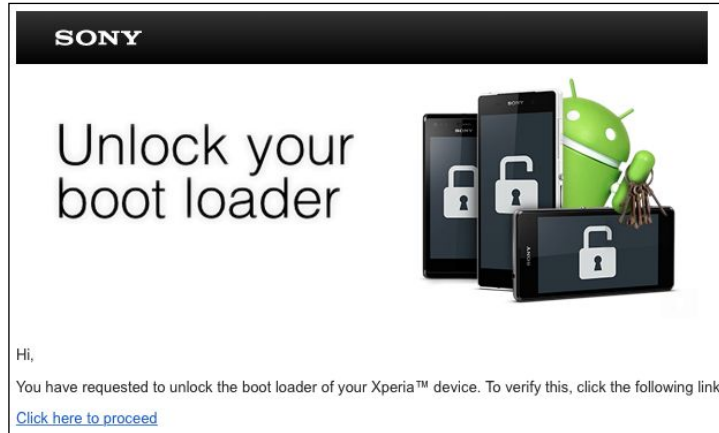 SONY
Unlock your
boot loader
Hi,
You have requested to unlock the boot loader of your Xperia™ device. To verify this, click the following link
Click here to proceed